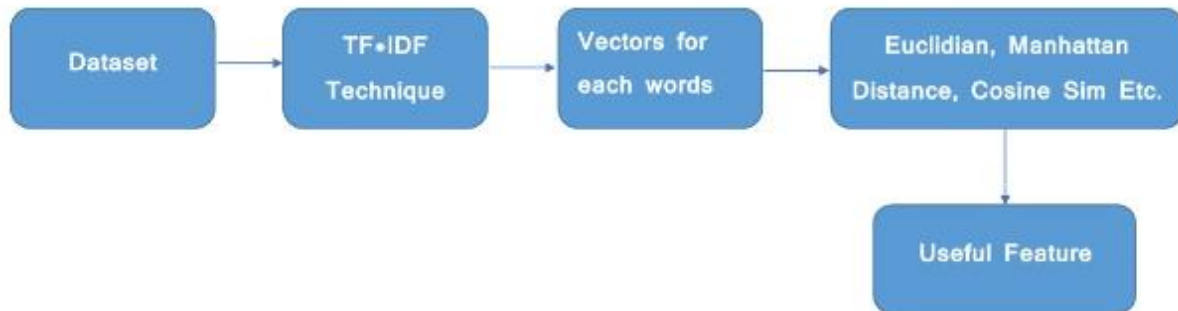 Dataset
TF•IDF
Technique
Vectors for
each words
Euclidian, Manhattan
Distance, Cosine Sim Etc.
Useful Feature